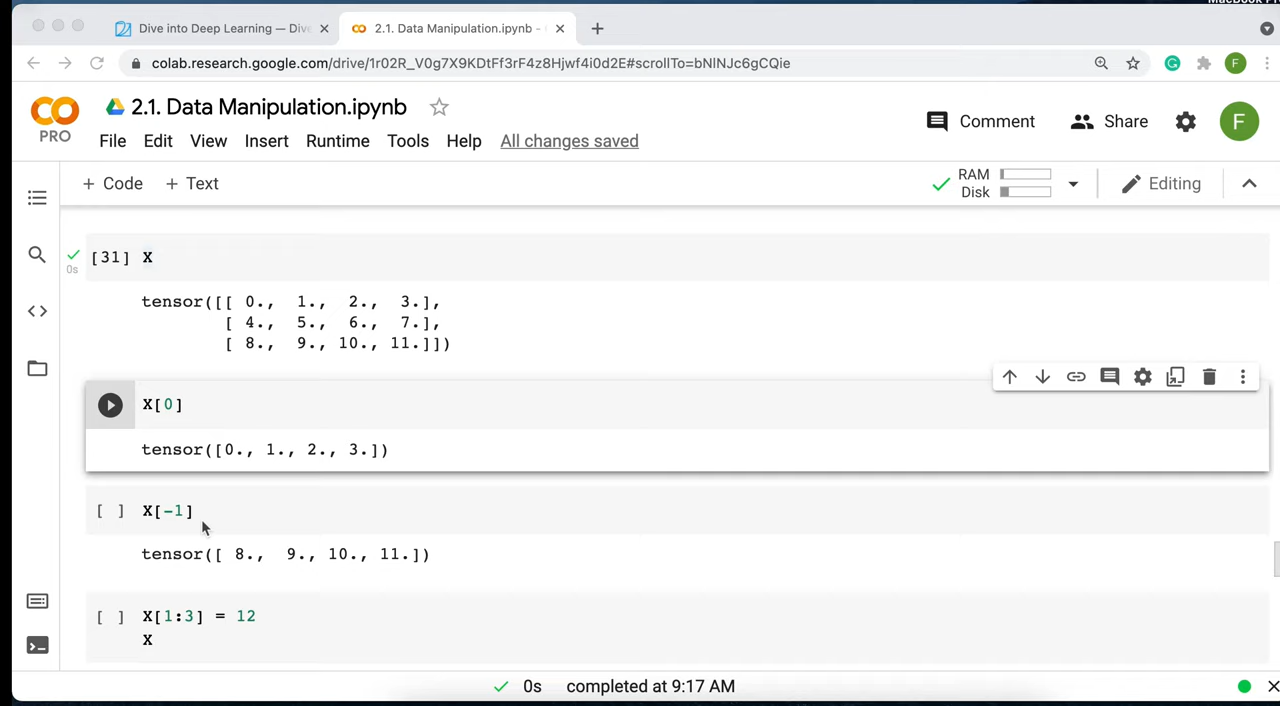 MacBook Pr
Dive into Deep Learning — Dive
2.1. Data Manipulation.ipynb -
colab.research.google.com/drive/1r02R_V0g7X9KDtFf3rF4z8Hjwf4i0d2E#scrollTo=bNlNJc6gCQie
F
CO
PRO
2.1. Data Manipulation.ipynb
File Edit View Insert Runtime Tools Help All changes saved
Comment
Share
F
+ Code + Text
RAM
Disk
Editing
[31] X
0s
tensor([[ 0., 1., 2., 3.],
[ 4., 5., 6., 7.],
[ 8., 9., 10., 11.]])
X[0]
tensor([0., 1., 2., 3.])
[ ] X[-1]
tensor([ 8., 9., 10., 11.])
[ ] X[1:3] = 12
X
0s completed at 9:17 AM